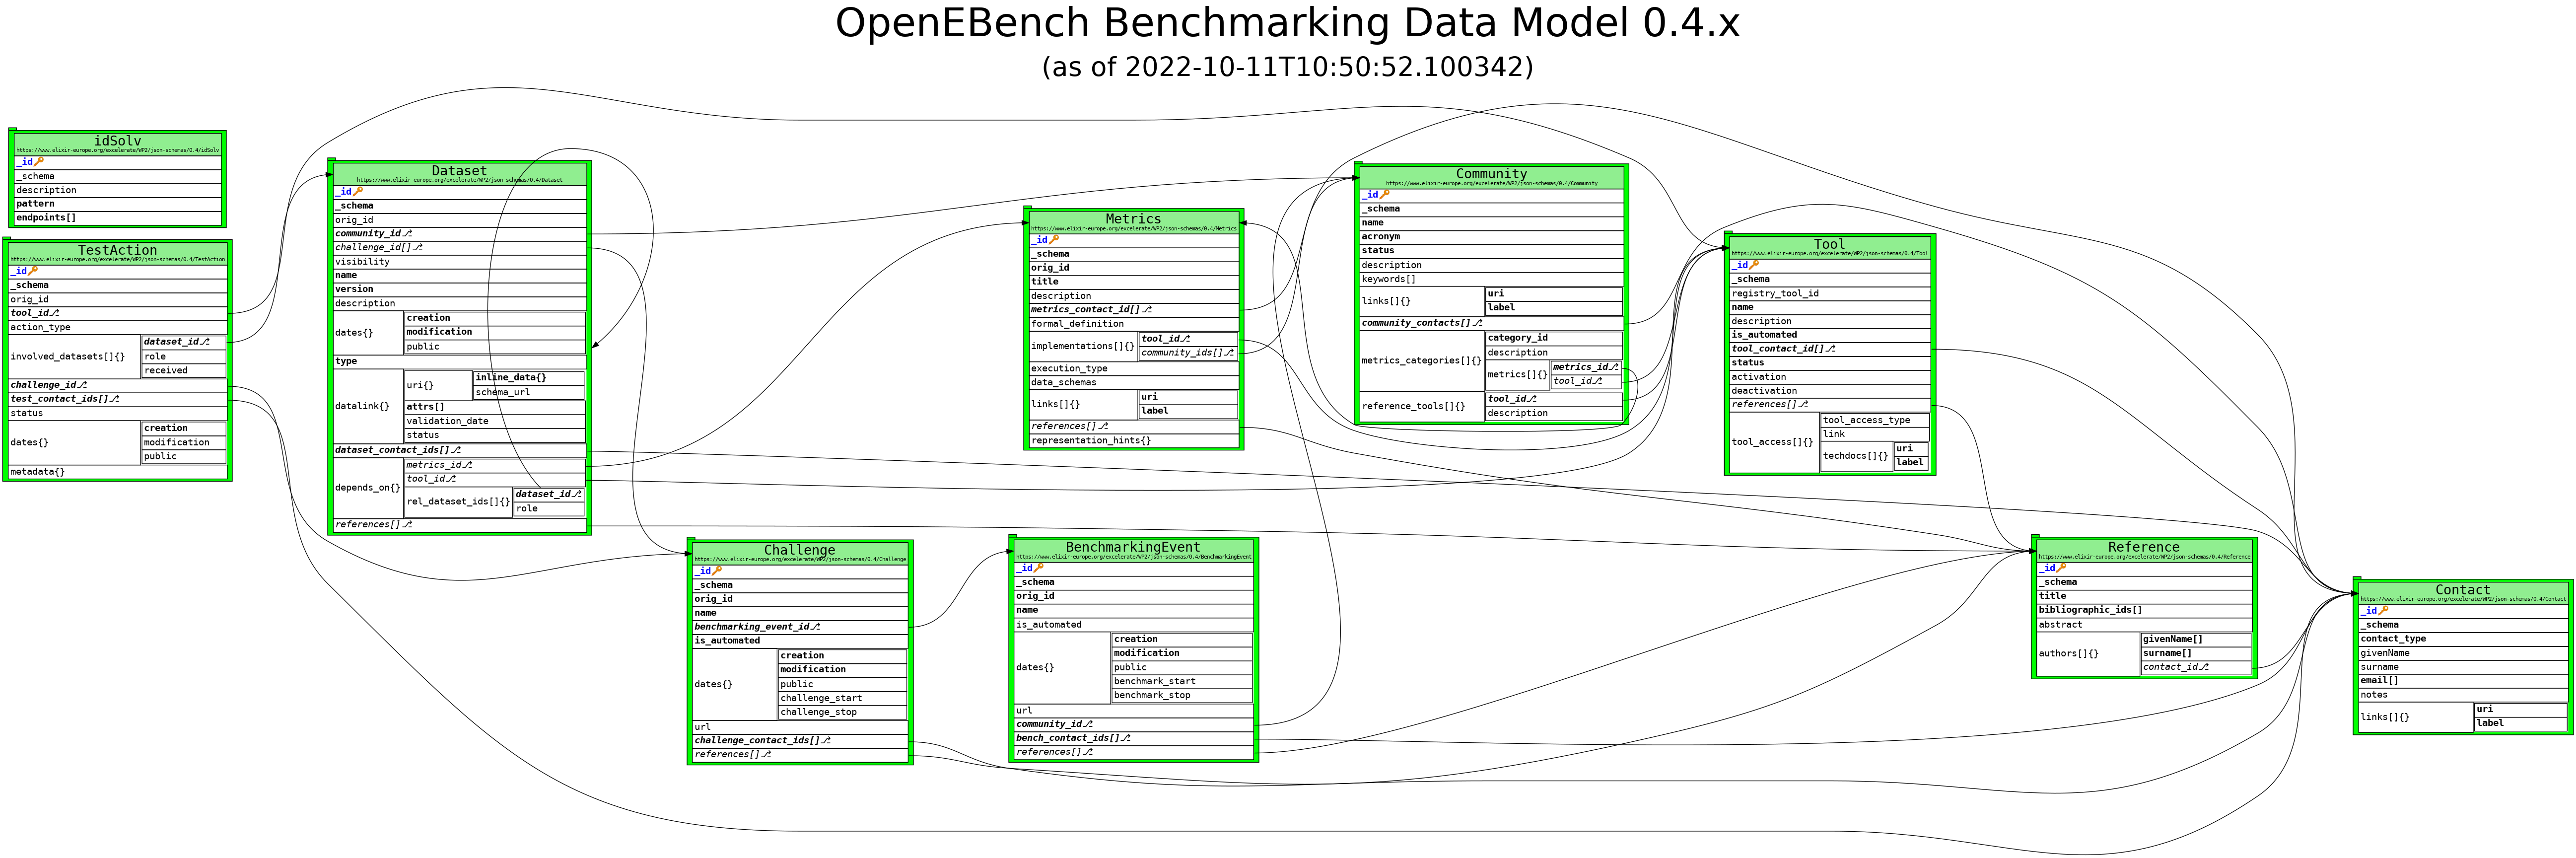 OpenEBench Benchmarking Data Model 0.4.x
(as of 2022-10-11T10:50:52.100342)
idSolv
https://www.elixir-europe.org/excelerate/WP2/json-schemas/0.4/idSolv
_id
_schema
description
pattern
endpoints[]
TestAction
https://www.elixir-europe.org/excelerate/WP2/json-schemas/0.4/TestAction
_id
_schema
orig_id
tool_id⎇
action_type
involved_datasets[]{}
dataset_id⎇
role
received
challenge_id⎇
test_contact_ids[]⎇
status
dates{}
creation
modification
public
metadata{}
Dataset
https://www.elixir-europe.org/excelerate/WP2/json-schemas/0.4/Dataset
_id
_schema
orig_id
community_id⎇
challenge_id[]⎇
visibility
name
version
description
dates{}
creation
modification
public
type
datalink{}
uri{}
inline_data{}
schema_url
attrs[]
validation_date
status
dataset_contact_ids[]⎇
depends_on{}
metrics_id⎇
tool_id⎇
rel_dataset_ids[]{}
dataset_id⎇
role
references[]⎇
Challenge
https://www.elixir-europe.org/excelerate/WP2/json-schemas/0.4/Challenge
_id
_schema
orig_id
name
benchmarking_event_id⎇
is_automated
dates{}
creation
modification
public
challenge_start
challenge_stop
url
challenge_contact_ids[]⎇
references[]⎇
Metrics
https://www.elixir-europe.org/excelerate/WP2/json-schemas/0.4/Metrics
_id
_schema
orig_id
title
description
metrics_contact_id[]⎇
formal_definition
implementations[]{}
tool_id⎇
community_ids[]⎇
execution_type
data_schemas
links[]{}
uri
label
references[]⎇
representation_hints{}
BenchmarkingEvent
https://www.elixir-europe.org/excelerate/WP2/json-schemas/0.4/BenchmarkingEvent
_id
_schema
orig_id
name
is_automated
dates{}
creation
modification
public
benchmark_start
benchmark_stop
url
community_id⎇
bench_contact_ids[]⎇
references[]⎇
Community
https://www.elixir-europe.org/excelerate/WP2/json-schemas/0.4/Community
_id
_schema
name
acronym
status
description
keywords[]
links[]{}
uri
label
community_contacts[]⎇
metrics_categories[]{}
category_id
description
metrics[]{}
metrics_id⎇
tool_id⎇
reference_tools[]{}
tool_id⎇
description
Tool
https://www.elixir-europe.org/excelerate/WP2/json-schemas/0.4/Tool
_id
_schema
registry_tool_id
name
description
is_automated
tool_contact_id[]⎇
status
activation
deactivation
references[]⎇
tool_access[]{}
tool_access_type
link
techdocs[]{}
uri
label
Reference
https://www.elixir-europe.org/excelerate/WP2/json-schemas/0.4/Reference
_id
_schema
title
bibliographic_ids[]
abstract
authors[]{}
givenName[]
surname[]
contact_id⎇
Contact
https://www.elixir-europe.org/excelerate/WP2/json-schemas/0.4/Contact
_id
_schema
contact_type
givenName
surname
email[]
notes
links[]{}
uri
label